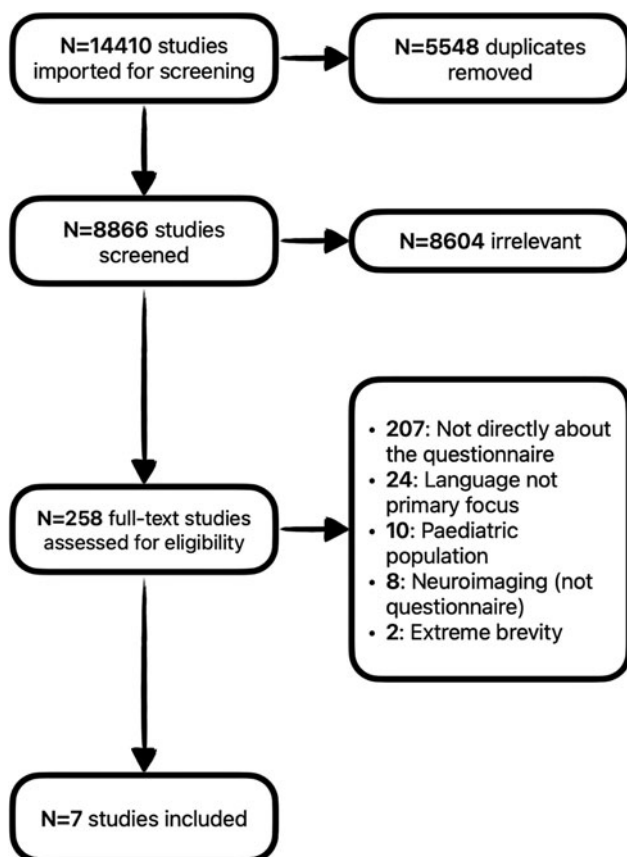 N=14410 studies
imported for screening
N=5548 duplicates
removed
N=8866 studies
screened
N=8604 irrelevant
N=258 full-text studies
assessed for eligibility
• 207: Not directly about
the questionnaire
• 24: Language not
primary focus
• 10: Paediatric
population
• 8: Neuroimaging (not
questionnaire)
• 2: Extreme brevity
N=7 studies included